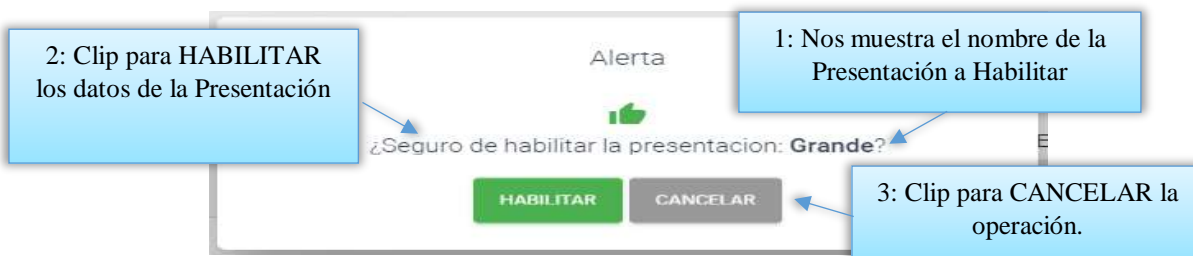 2: Clip para HABILITAR
los datos de la Presentación
Alerta
1: Nos muestra el nombre de la
Presentación a Habilitar
¿Seguro de habilitar la presentacion: Grande?
E
HABILITAR
CANCELAR
3: Clip para CANCELAR la
operación.